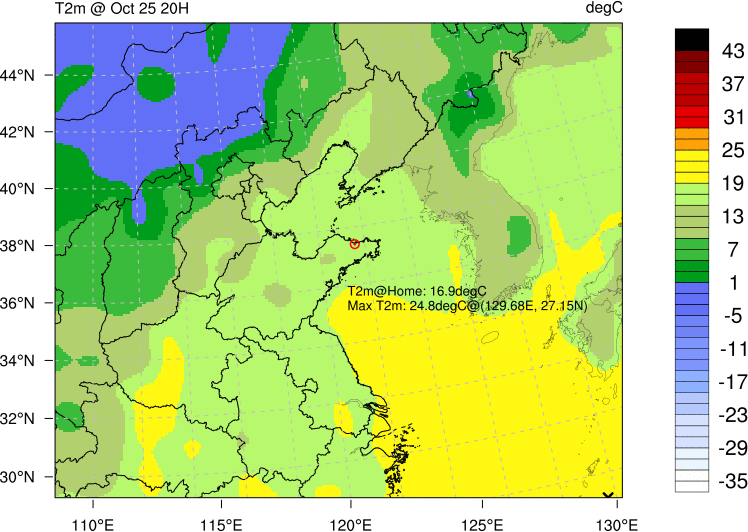 T2m @ Oct 25 20H
degC
44°N
42°N
40°N
38°N
36°N
34°N
32°N
30°N
110°E
115°E
120°E
125°E
130°E
T2m@Home: 16.9degC
Max T2m: 24.8degC@(129.68E, 27.15N)
43
37
31
25
19
13
7
1
-5
-11
-17
-23
-29
-35